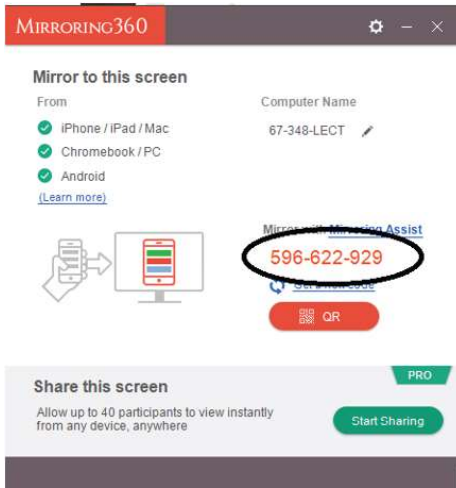 MIRRORING360
Mirror to this screen
From
iPhone / iPad / Mac
Chromebook / PC
Android
(Learn more)
Computer Name
67-348-LECT
Mirror with Mirroring Assist
596-622-929
Get a new code
QR
PRO
Share this screen
Allow up to 40 participants to view instantly
from any device, anywhere
Start Sharing